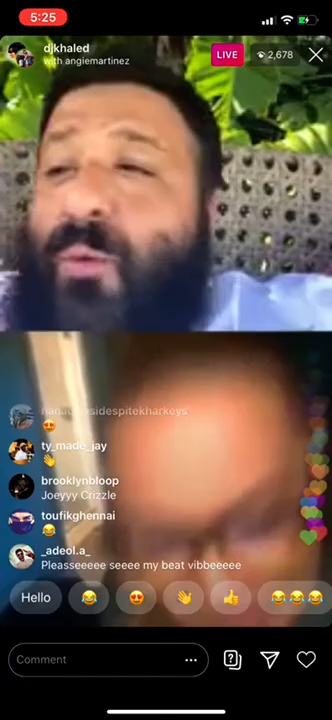 5:25
djkhaled
with angiemartinez
LIVE
2,678
ty_made_jay
brooklynbloop
Joeyyy Crizzle
toufikghennai
_adeol.a_
Pleasseeeee seeee my beat vibbeeeee
Hello
Comment